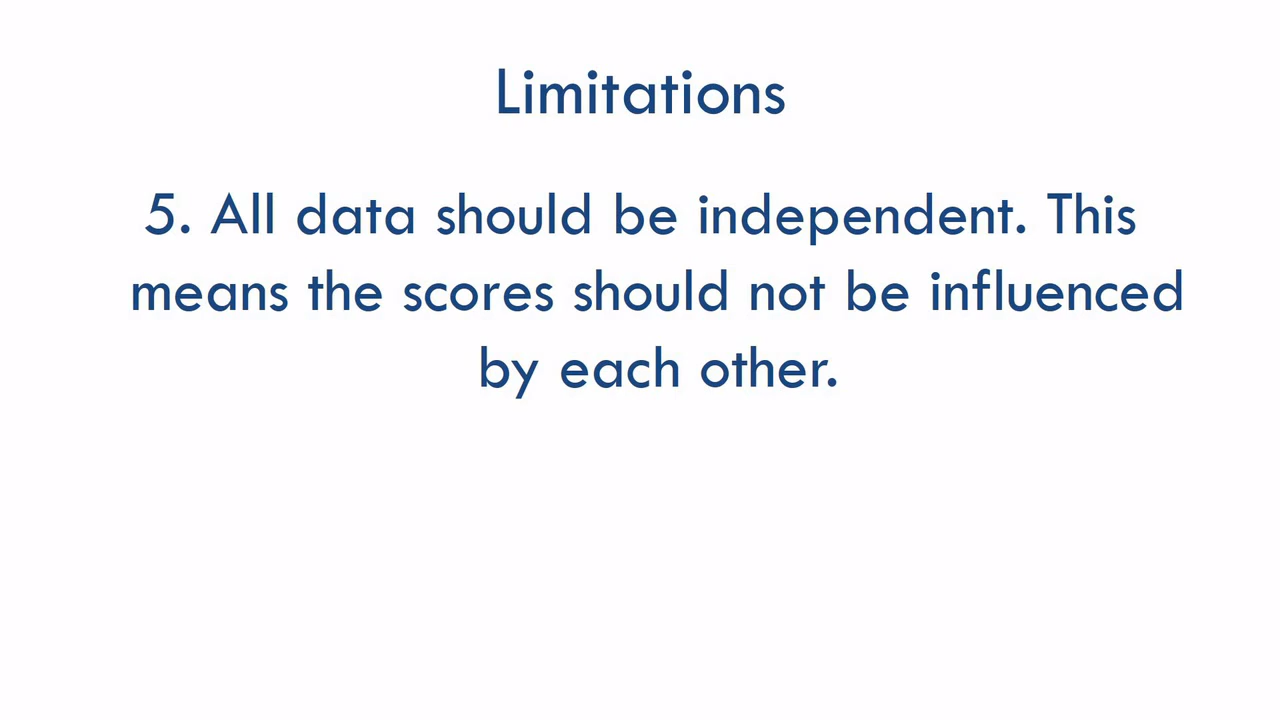 Limitations
5. All data should be independent. This
means the scores should not be influenced
by each other.